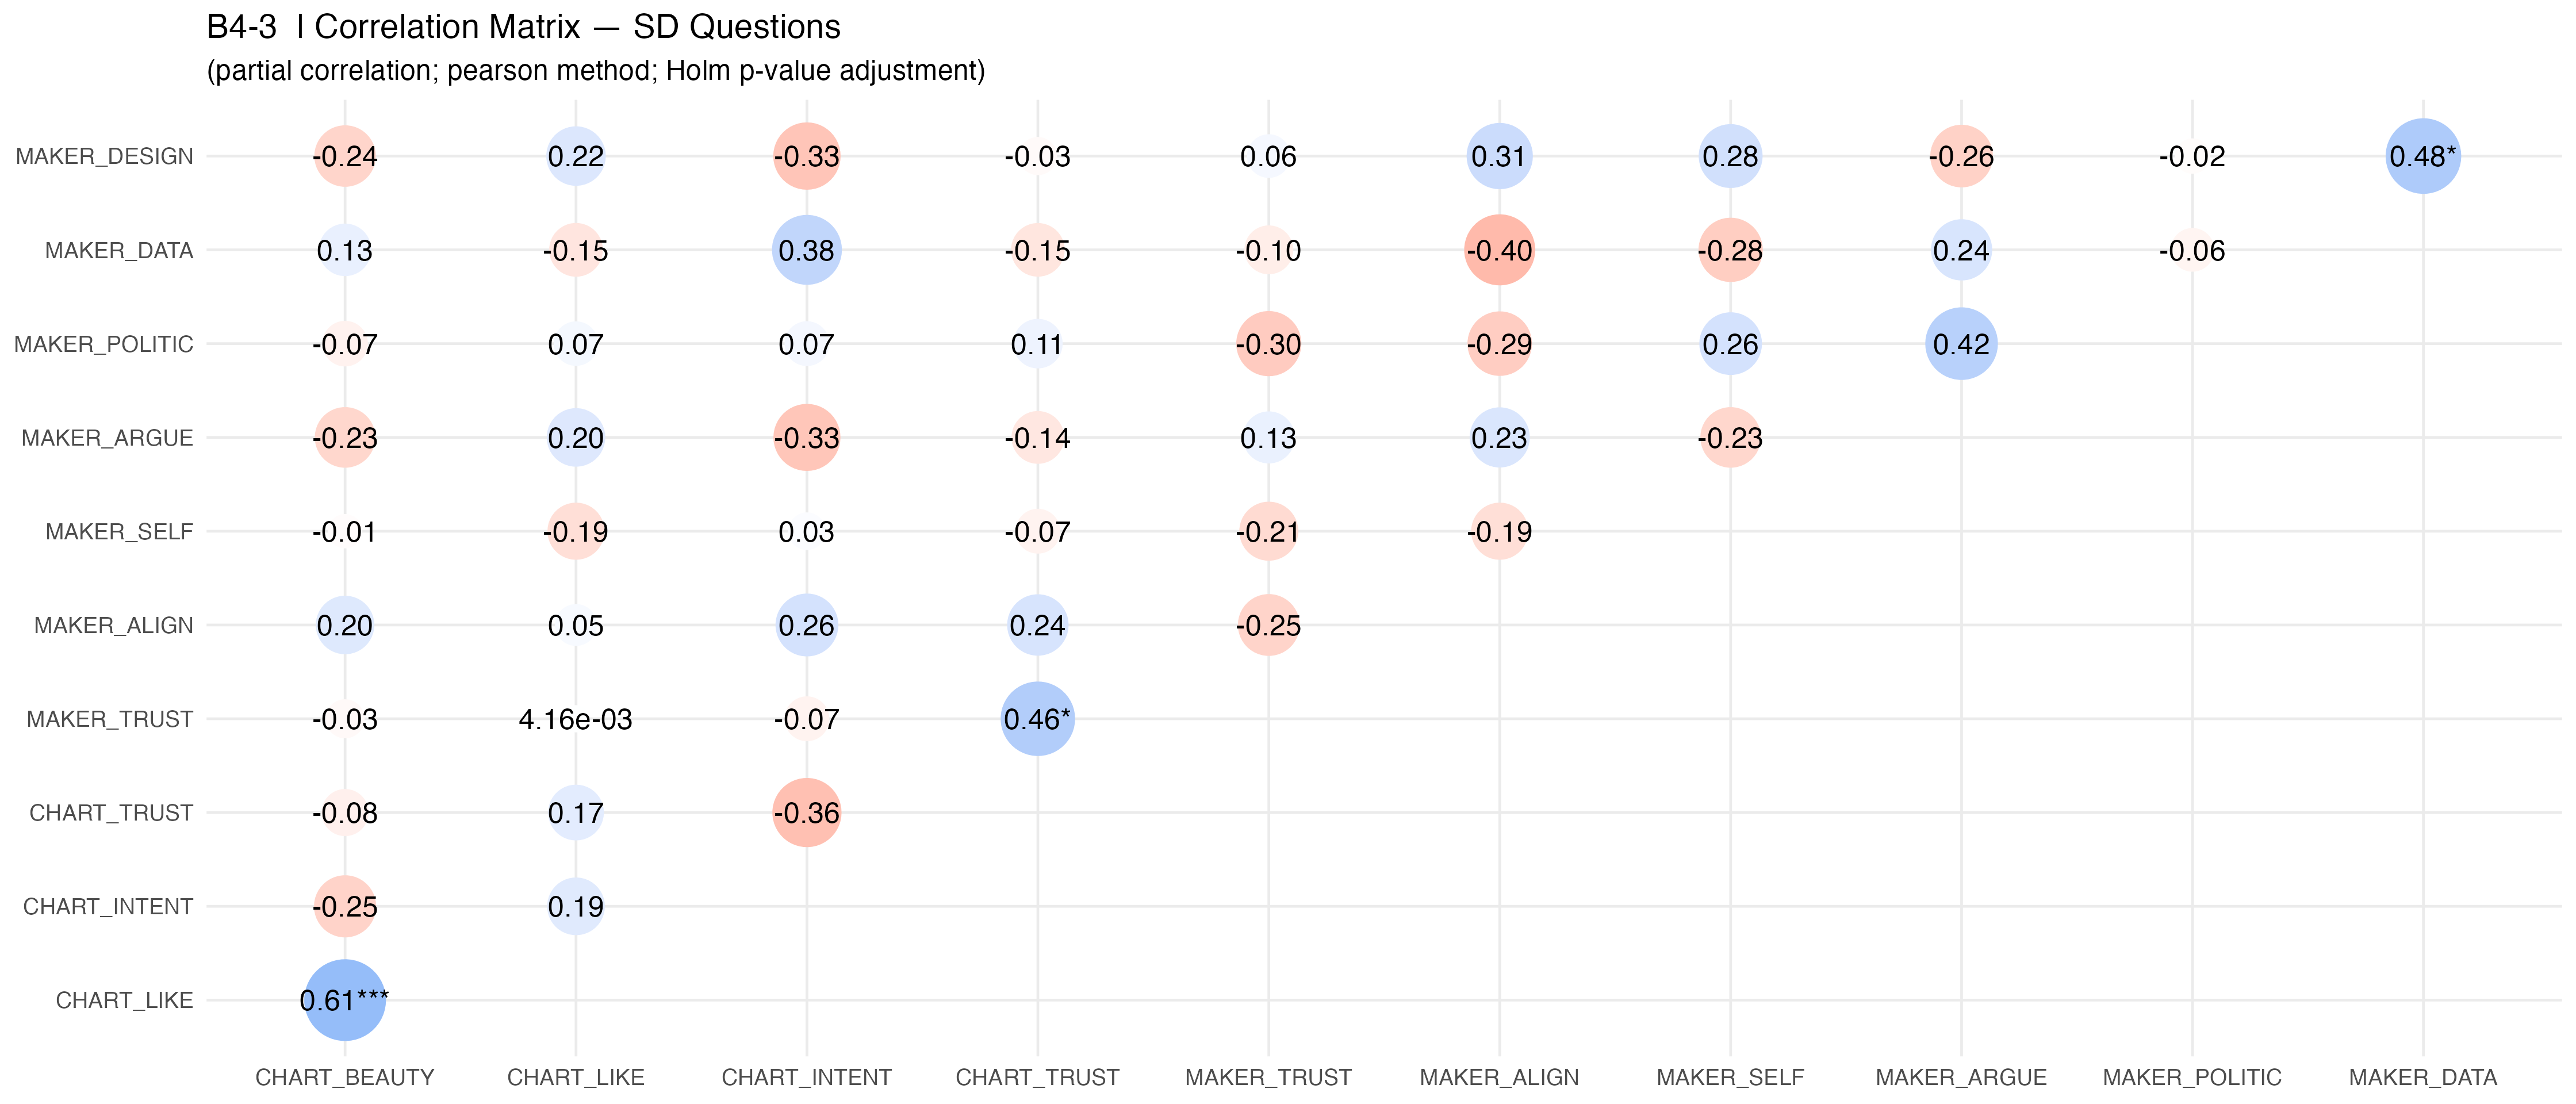 B4-3 | Correlation Matrix — SD Questions
(partial correlation; pearson method; Holm p-value adjustment)
MAKER_DESIGN -0.24 0.22 -0.33 -0.03 0.06 0.31 0.28 -0.26 -0.02 0.48*
MAKER_DATA 0.13 -0.15 0.38 -0.15 -0.10 -0.40 -0.28 0.24 -0.06
MAKER_POLITIC -0.07 0.07 0.07 0.11 -0.30 -0.29 0.26 0.42
MAKER_ARGUE -0.23 0.20 -0.33 -0.14 0.13 0.23 -0.23
MAKER_SELF -0.01 -0.19 0.03 -0.07 -0.21 -0.19
MAKER_ALIGN 0.20 0.05 0.26 0.24 -0.25
MAKER_TRUST -0.03 4.16e-03 -0.07 0.46*
CHART_TRUST -0.08 0.17 -0.36
CHART_INTENT -0.25 0.19
CHART_LIKE 0.61***
CHART_BEAUTY CHART_LIKE CHART_INTENT CHART_TRUST MAKER_TRUST MAKER_ALIGN MAKER_SELF MAKER_ARGUE MAKER_POLITIC MAKER_DATA